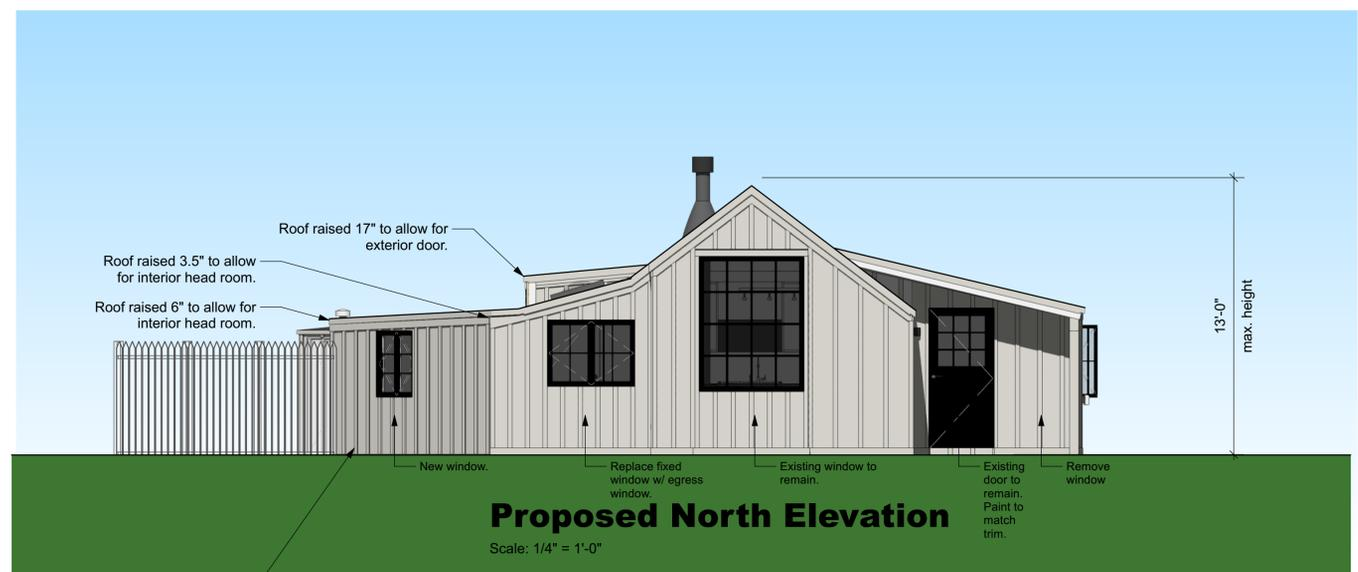 Roof raised 17" to allow for
exterior door.
Roof raised 3.5" to allow
for interior head room.
Roof raised 6" to allow for
interior head room.
13'-0"
max. height
New window.
Replace fixed
window w/ egress
window.
Existing window to
remain.
Existing
door to
remain.
Paint to
match
trim.
Remove
window
Proposed North Elevation
Scale: 1/4" = 1'-0"